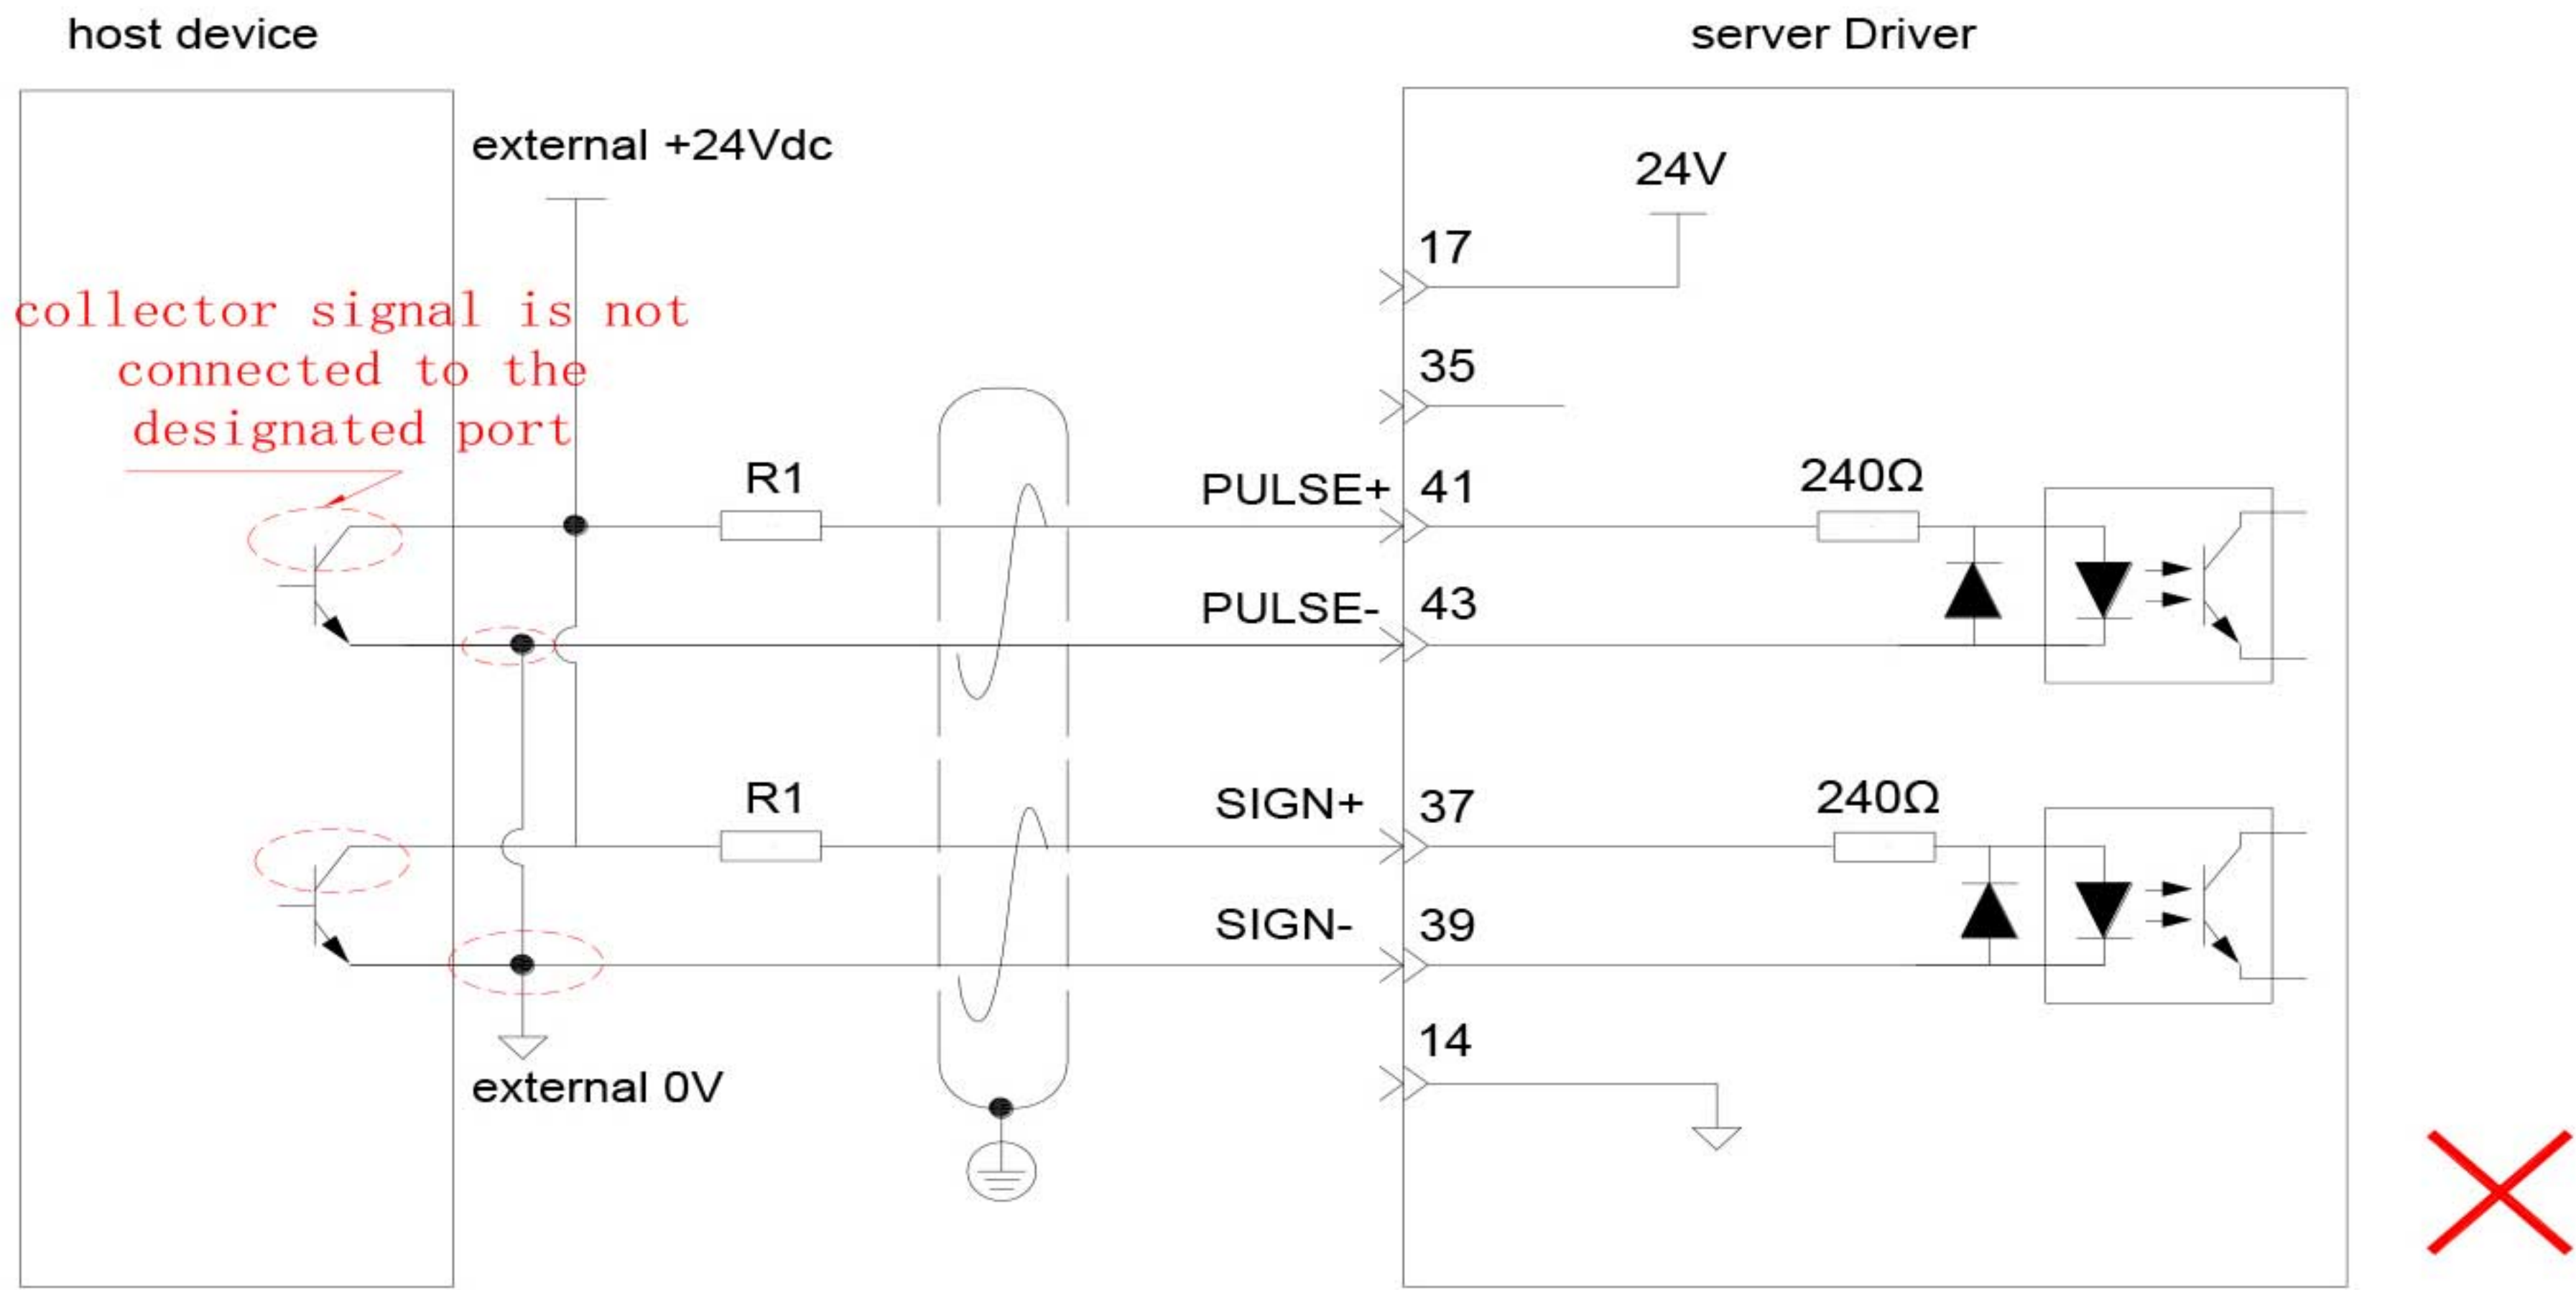 host device
server Driver
external +24Vdc
24V
17
collector signal is not
connected to the
designated port
35
R1
PULSE+
41
240Ω
PULSE-
43
R1
SIGN+
37
240Ω
SIGN-
39
14
external 0V